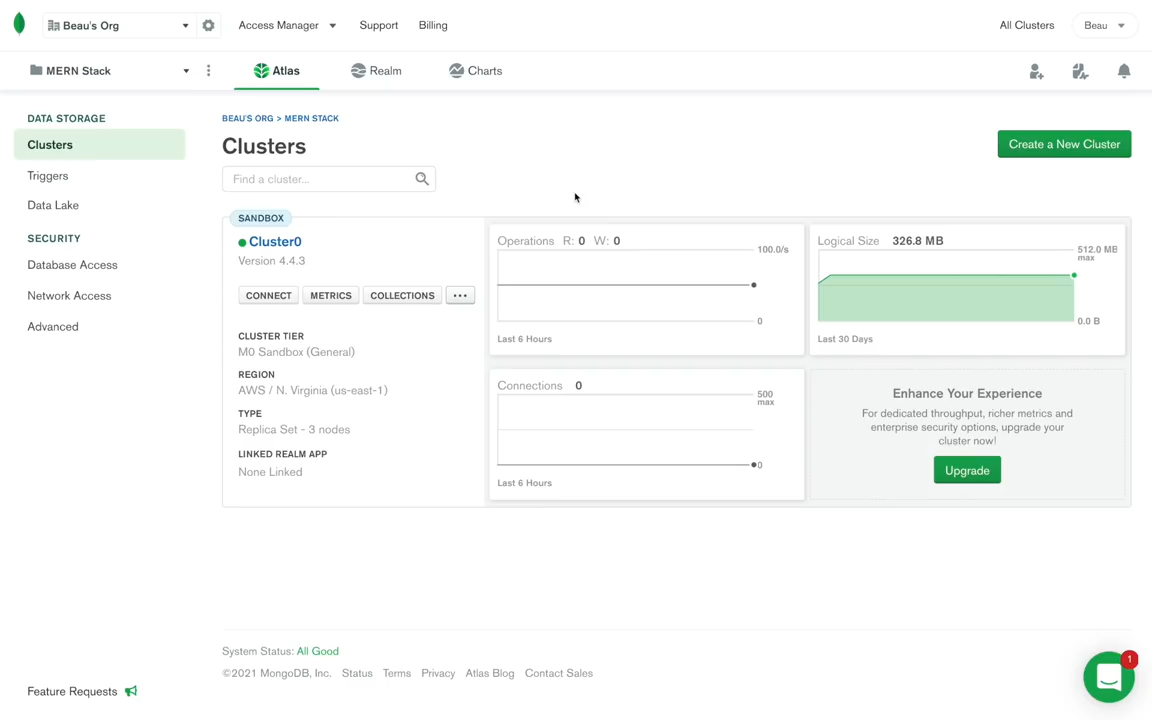 Beau's Org
Access Manager
Support
Billing
All Clusters
Beau
MERN Stack
Atlas
Realm
Charts
DATA STORAGE
Clusters
Triggers
Data Lake
SECURITY
Database Access
Network Access
Advanced
BEAU'S ORG > MERN STACK
Clusters
Create a New Cluster
Find a cluster...
SANDBOX
Cluster0
Version 4.4.3
CONNECT
METRICS
COLLECTIONS
...
CLUSTER TIER
M0 Sandbox (General)
REGION
AWS / N. Virginia (us-east-1)
TYPE
Replica Set - 3 nodes
LINKED REALM APP
None Linked
Operations R: 0 W: 0
100.0/s
0
Last 6 Hours
Logical Size 326.8 MB
512.0 MB
max
0.0 B
Last 30 Days
Connections 0
500
max
0
Last 6 Hours
Enhance Your Experience
For dedicated throughput, richer metrics and
enterprise security options, upgrade your
cluster now!
Upgrade
System Status: All Good
©2021 MongoDB, Inc. Status Terms Privacy Atlas Blog Contact Sales
Feature Requests
1